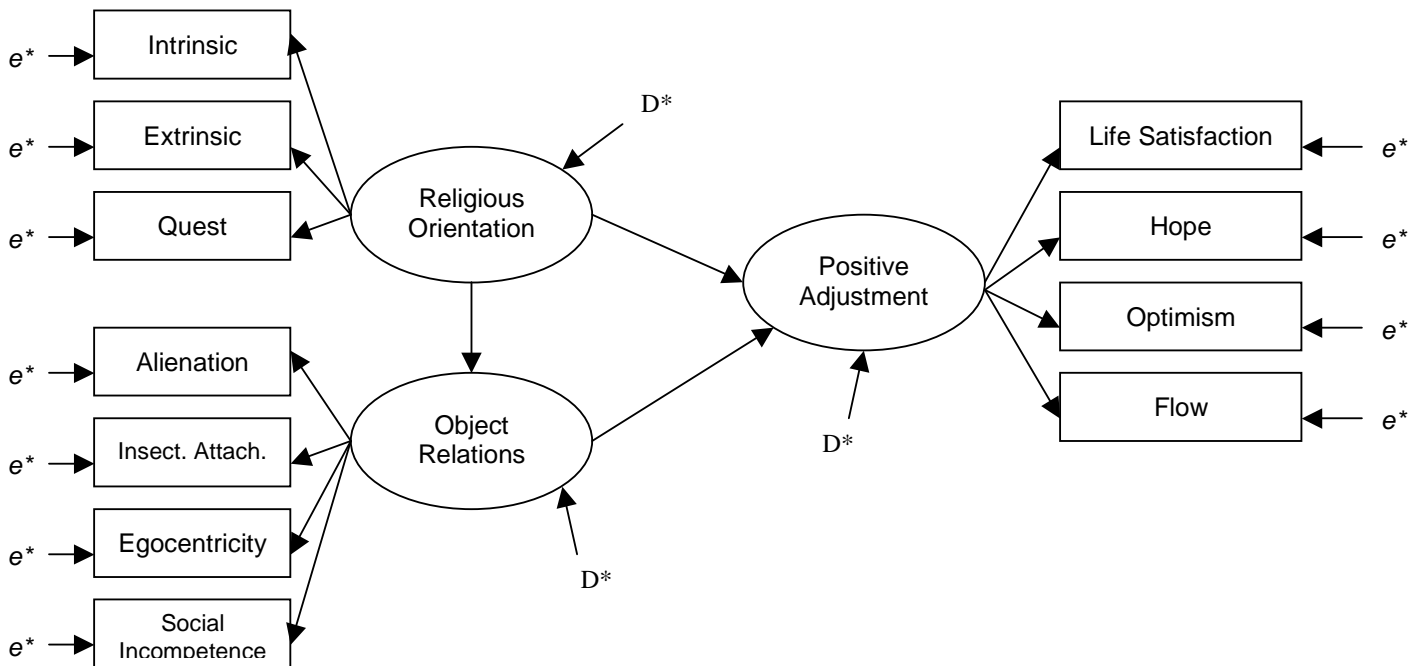 e*
Intrinsic
e*
Extrinsic
e*
Quest
D*
Religious
Orientation
e*
Alienation
e*
Insect. Attach.
e*
Egocentricity
e*
Social
Incompetence
Object
Relations
D*
Positive
Adjustment
D*
Life Satisfaction
e*
Hope
e*
Optimism
e*
Flow
e*